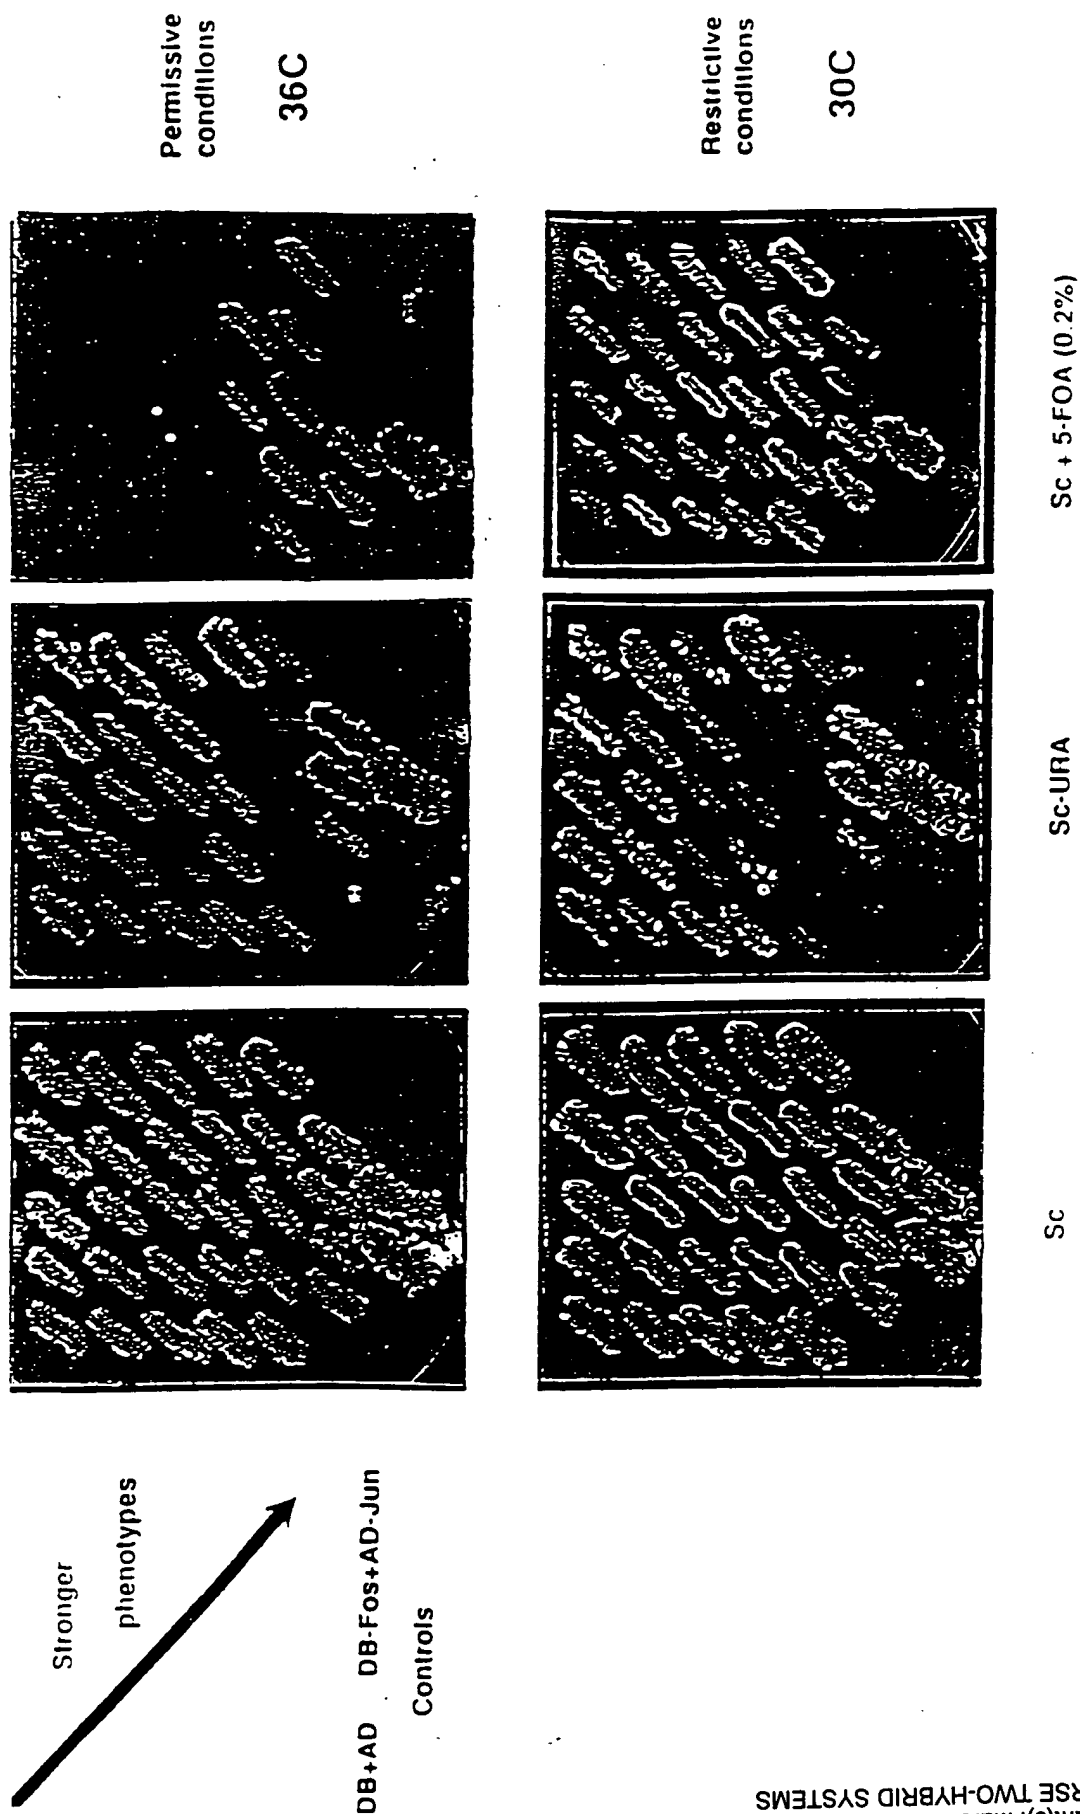 Stronger
phenotypes
DB+AD DB-Fos+AD-Jun
Controls
Permissive
conditions
36C
Restrictive
conditions
30C
Sc
Sc-URA
Sc + 5-FOA (0.2%)
TWO-HYBRID SYSTEMS